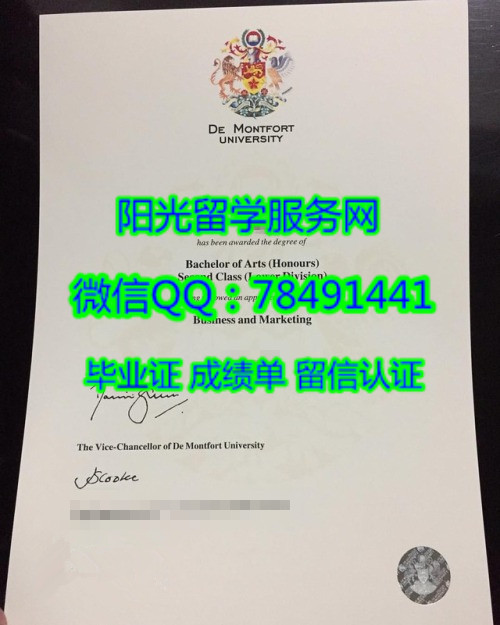 De Montfort
UNIVERSITY
阳光留学服务网
has been awarded the degree of
Bachelor of Arts (Honours)
Second Class (Lower Division)
微信QQ：78491441
Business and Marketing
毕业证 成绩单 留信认证
The Vice-Chancellor of De Montfort University